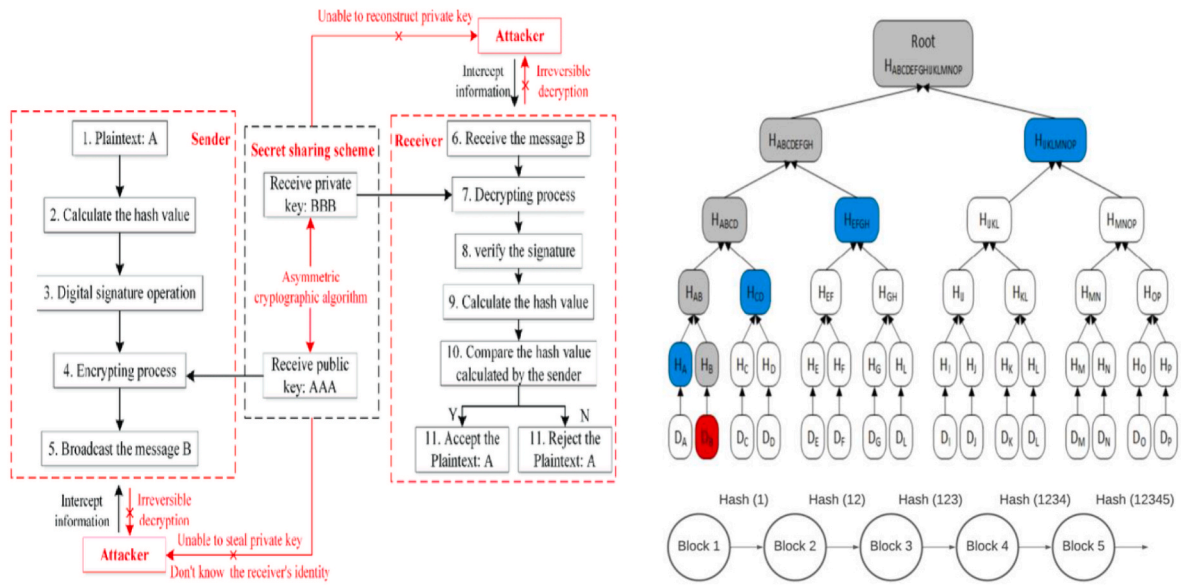 Unable to reconstruct private key
Attacker
Intercept
information
Irreversible
decryption
Sender
1. Plaintext: A
2. Calculate the hash value
3. Digital signature operation
4. Encrypting process
5. Broadcast the message B
Secret sharing scheme
Receive private
key: BBB
Asymmetric
cryptographic algorithm
Receive public
key: AAA
Receiver
6. Receive the message B
7. Decrypting process
8. verify the signature
9. Calculate the hash value
10. Compare the hash value
calculated by the sender
Y
N
11. Accept the
Plaintext: A
11. Reject the
Plaintext: A
Intercept
information
Irreversible
decryption
Attacker
Unable to steal private key
Don't know the receiver's identity
Root
HABCDEFGHIJKLMNOP
HABCDEFGH
HIJKLMNOP
HABCD
HEFGH
HIJKL
HMNOP
HAB
HCD
HEF
HGH
HIJ
HKL
HMN
HOP
HA
HB
HC
HD
HE
HF
HG
HL
HI
HJ
HK
HL
HM
HN
HO
HP
DA
DB
DC
DD
DE
DF
DG
DL
DI
DJ
DK
DL
DM
DN
DO
DP
Hash (1)
Hash (12)
Hash (123)
Hash (1234)
Hash (12345)
Block 1
Block 2
Block 3
Block 4
Block 5